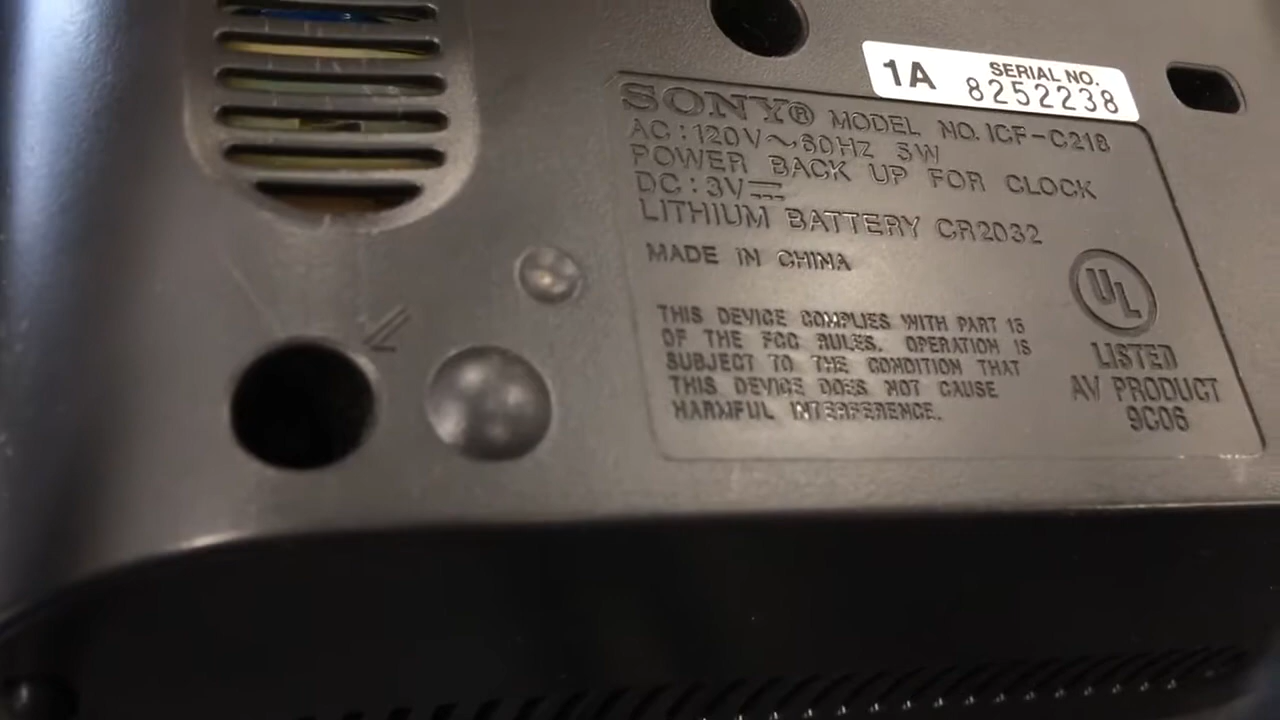 1A SERIAL NO.
8252238
SONY® MODEL NO. ICF-C218
AC : 120V～60HZ 5W
POWER BACK UP FOR CLOCK
DC : 3V⎓
LITHIUM BATTERY CR2032
MADE IN CHINA
THIS DEVICE COMPLIES WITH PART 15
OF THE FCC RULES. OPERATION IS
SUBJECT TO THE CONDITION THAT
THIS DEVICE DOES NOT CAUSE
HARMFUL INTERFERENCE.
UL
LISTED
AV PRODUCT
9C06